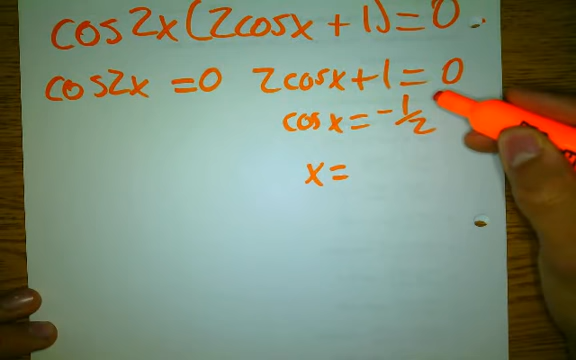 cos2x(2cosx + 1) = 0.
cos2x = 0 2cosx + 1 = 0
cosx = -1/2
x =